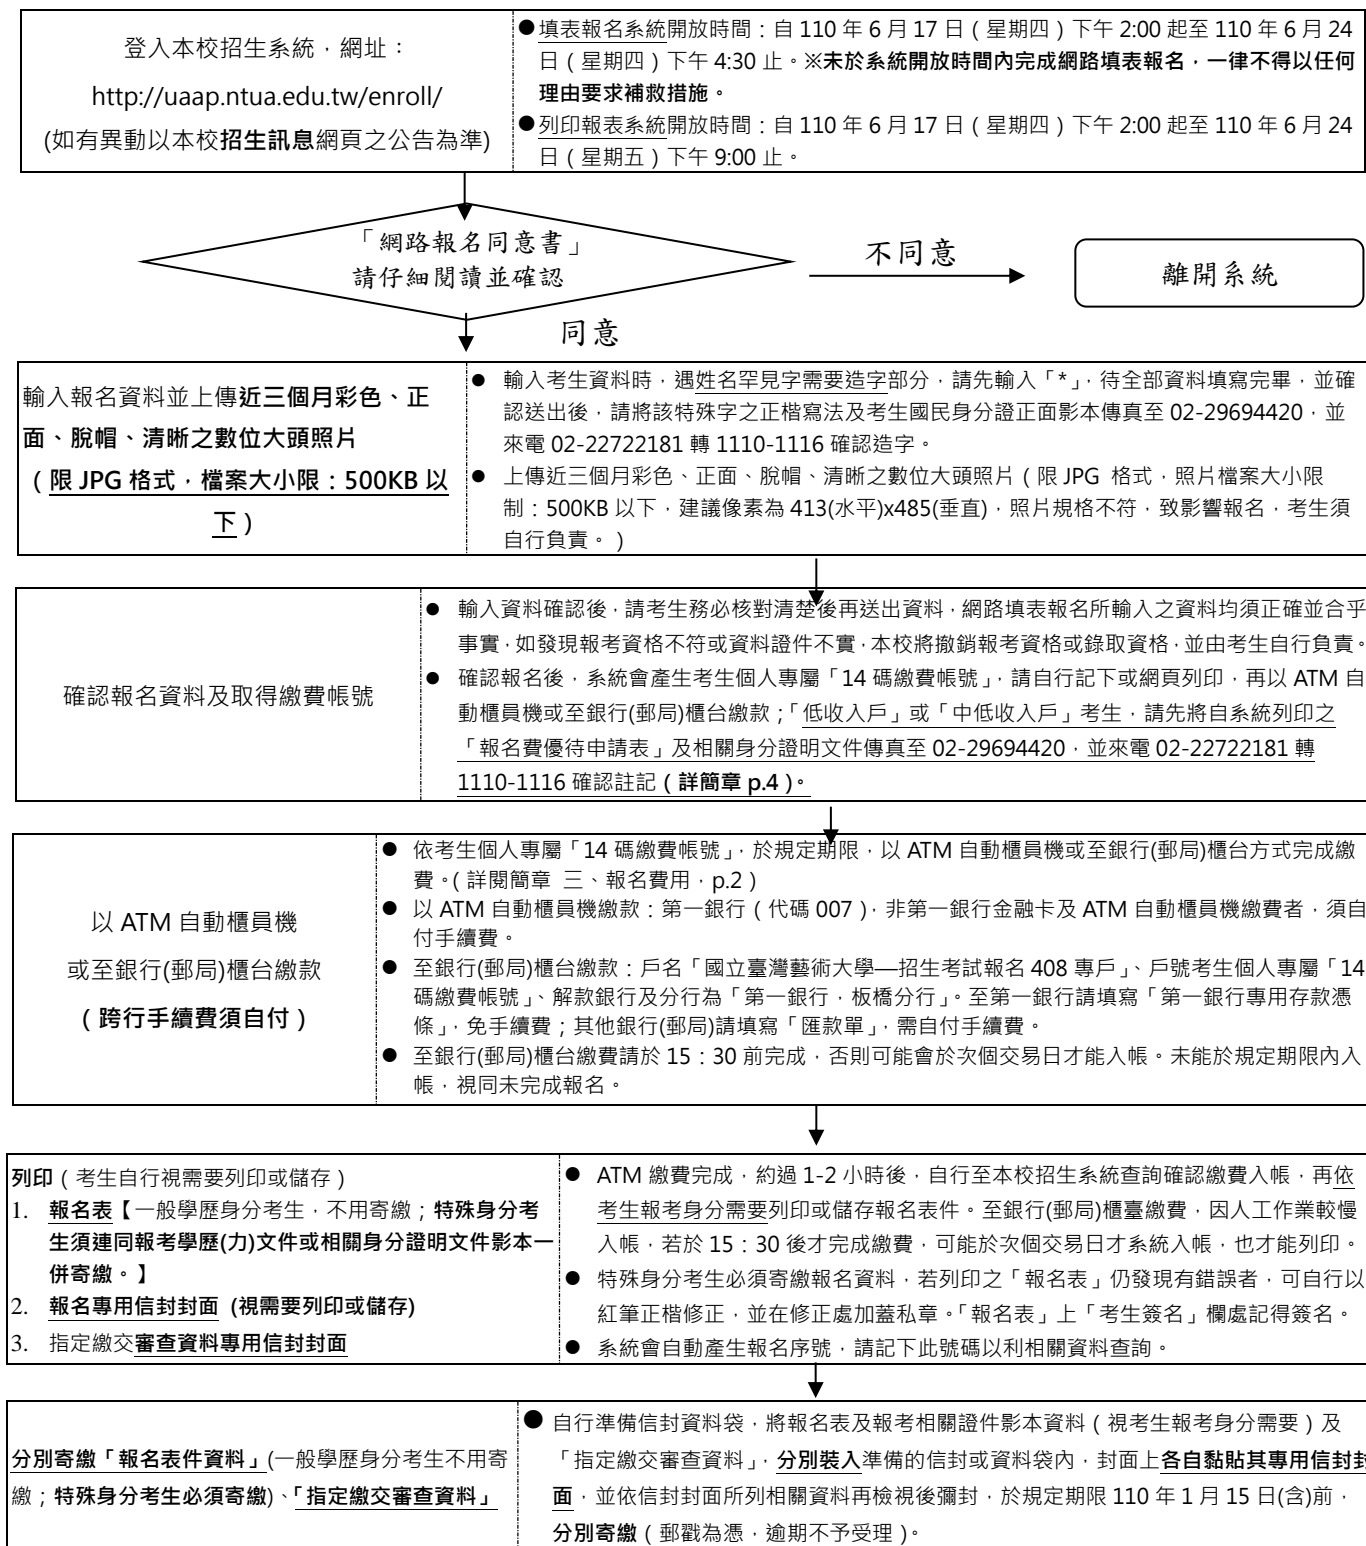 登入本校招生系統，網址：
http://uaap.ntua.edu.tw/enroll/
(如有異動以本校招生訊息網頁之公告為準)
●填表報名系統開放時間：自 110 年 6 月 17 日（星期四）下午 2:00 起至 110 年 6 月 24
日（星期四）下午 4:30 止。※未於系統開放時間內完成網路填表報名，一律不得以任何
理由要求補救措施。
●列印報表系統開放時間：自 110 年 6 月 17 日（星期四）下午 2:00 起至 110 年 6 月 24
日（星期五）下午 9:00 止。
「網路報名同意書」
請仔細閱讀並確認
不同意
離開系統
同意
輸入報名資料並上傳近三個月彩色、正
面、脫帽、清晰之數位大頭照片
（限 JPG 格式，檔案大小限：500KB 以
下）
● 輸入考生資料時，遇姓名罕見字需要造字部分，請先輸入「*」，待全部資料填寫完畢，並確
認送出後，請將該特殊字之正楷寫法及考生國民身分證正面影本傳真至 02-29694420，並
來電 02-22722181 轉 1110-1116 確認造字。
● 上傳近三個月彩色、正面、脫帽、清晰之數位大頭照片（限 JPG 格式，照片檔案大小限
制：500KB 以下，建議像素為 413(水平)x485(垂直)，照片規格不符，致影響報名，考生須
自行負責。）
確認報名資料及取得繳費帳號
● 輸入資料確認後，請考生務必核對清楚後再送出資料，網路填表報名所輸入之資料均須正確並合乎
事實，如發現報考資格不符或資料證件不實，本校將撤銷報考資格或錄取資格，並由考生自行負責。
● 確認報名後，系統會產生考生個人專屬「14 碼繳費帳號」，請自行記下或網頁列印，再以 ATM 自
動櫃員機或至銀行(郵局)櫃台繳款；「低收入戶」或「中低收入戶」考生，請先將自系統列印之
「報名費優待申請表」及相關身分證明文件傳真至 02-29694420，並來電 02-22722181 轉
1110-1116 確認註記（詳簡章 p.4）。
以 ATM 自動櫃員機
或至銀行(郵局)櫃台繳款
（跨行手續費須自付）
● 依考生個人專屬「14 碼繳費帳號」，於規定期限，以 ATM 自動櫃員機或至銀行(郵局)櫃台方式完成繳
費。（詳閱簡章 三、報名費用，p.2）
● 以 ATM 自動櫃員機繳款：第一銀行（代碼 007），非第一銀行金融卡及 ATM 自動櫃員機繳費者，須自
付手續費。
● 至銀行(郵局)櫃台繳款：戶名「國立臺灣藝術大學—招生考試報名 408 專戶」、戶號考生個人專屬「14
碼繳費帳號」、解款銀行及分行為「第一銀行，板橋分行」。至第一銀行請填寫「第一銀行專用存款憑
條」，免手續費；其他銀行(郵局)請填寫「匯款單」，需自付手續費。
● 至銀行(郵局)櫃台繳費請於 15：30 前完成，否則可能會於次個交易日才能入帳。未能於規定期限內入
帳，視同未完成報名。
列印（考生自行視需要列印或儲存）
1. 報名表【一般學歷身分考生，不用寄繳；特殊身分考
生須連同報考學歷(力)文件或相關身分證明文件影本一
併寄繳。】
2. 報名專用信封封面 (視需要列印或儲存)
3. 指定繳交審查資料專用信封封面
● ATM 繳費完成，約過 1-2 小時後，自行至本校招生系統查詢確認繳費入帳，再依
考生報考身分需要列印或儲存報名表件。至銀行(郵局)櫃臺繳費，因人工作業較慢
入帳，若於 15：30 後才完成繳費，可能於次個交易日才系統入帳，也才能列印。
● 特殊身分考生必須寄繳報名資料，若列印之「報名表」仍發現有錯誤者，可自行以
紅筆正楷修正，並在修正處加蓋私章。「報名表」上「考生簽名」欄處記得簽名。
● 系統會自動產生報名序號，請記下此號碼以利相關資料查詢。
分別寄繳「報名表件資料」(一般學歷身分考生不用寄
繳；特殊身分考生必須寄繳)、「指定繳交審查資料」
● 自行準備信封資料袋，將報名表及報考相關證件影本資料（視考生報考身分需要）及
「指定繳交審查資料」，分別裝入準備的信封或資料袋內，封面上各自黏貼其專用信封封
面，並依信封封面所列相關資料再檢視後彌封，於規定期限 110 年 1 月 15 日(含)前，
分別寄繳（郵戳為憑，逾期不予受理）。